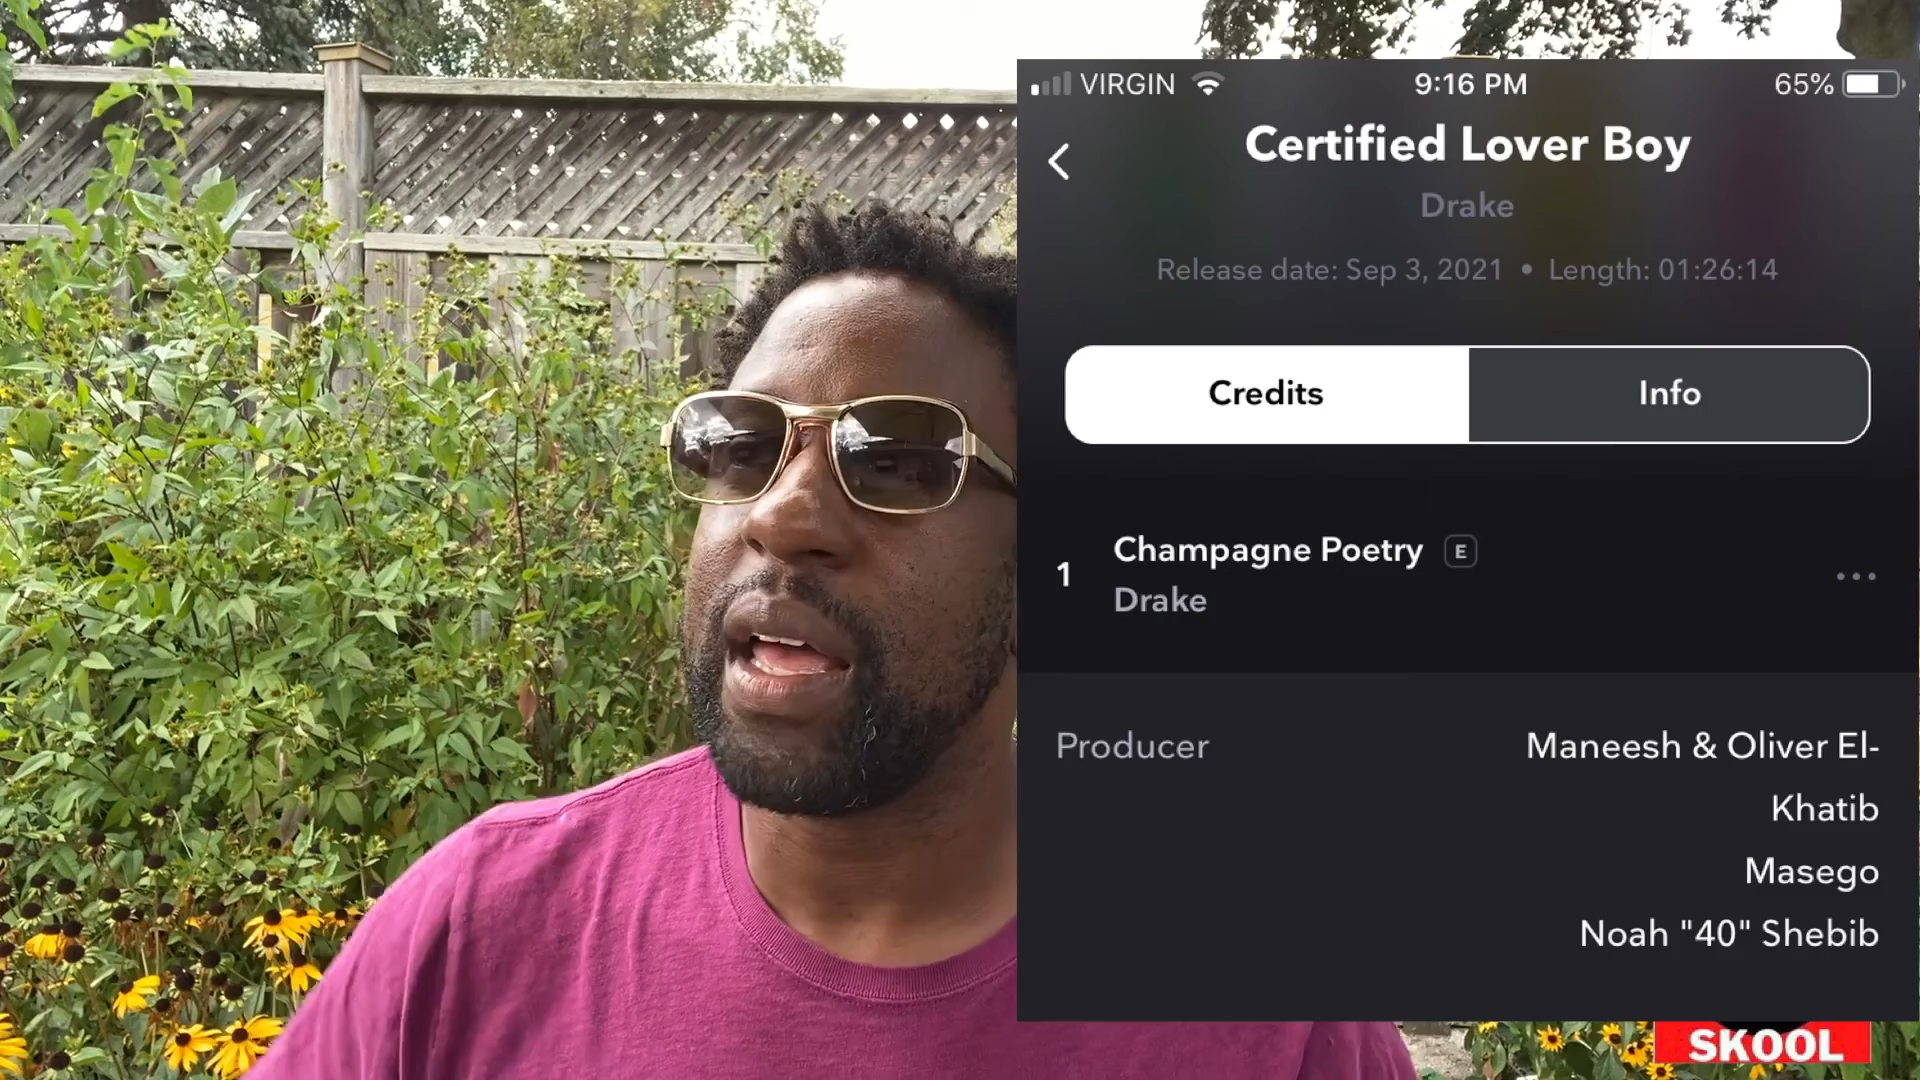 VIRGIN 9:16 PM 65%
Certified Lover Boy
Drake
Release date: Sep 3, 2021 • Length: 01:26:14
Credits Info
1 Champagne Poetry E
Drake
Producer Maneesh & Oliver El-
Khatib
Masego
Noah "40" Shebib
SKOOL